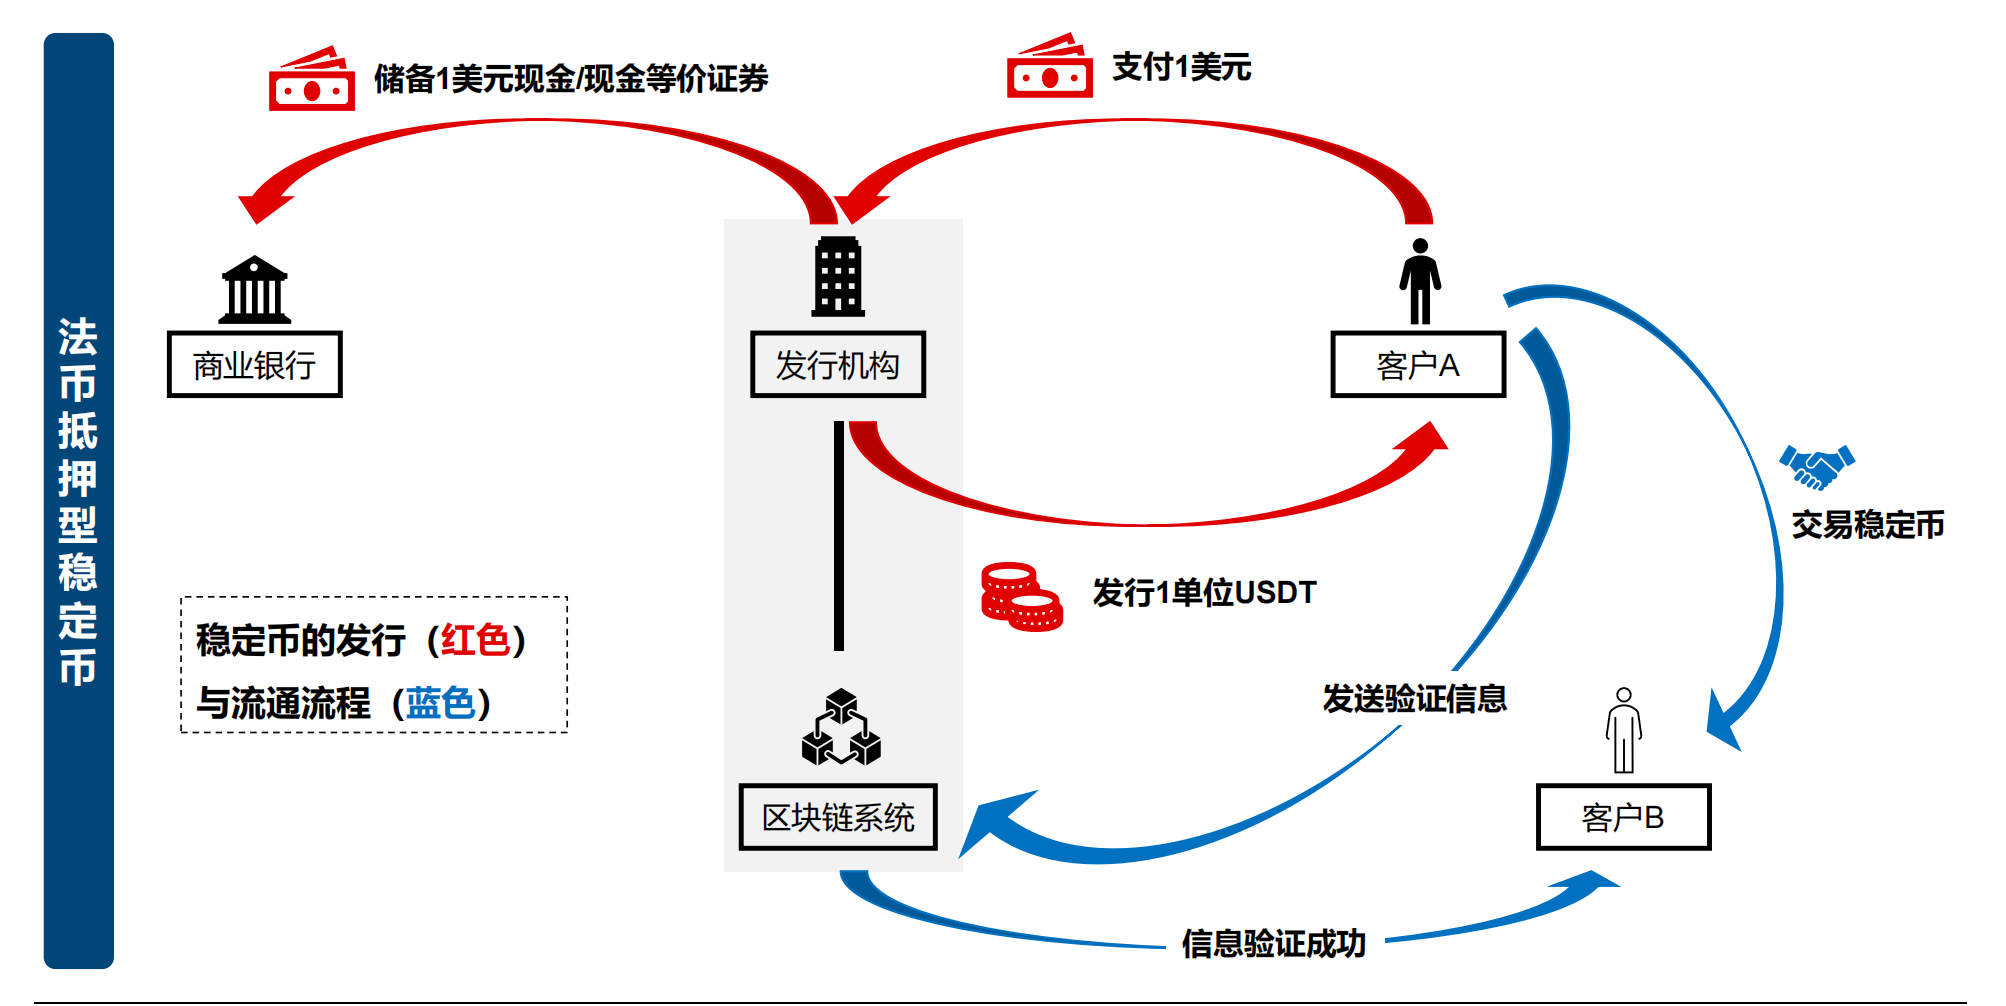 法币抵押型稳定币
储备1美元现金/现金等价证券
支付1美元
商业银行
发行机构
客户A
交易稳定币
发行1单位USDT
稳定币的发行（红色）
与流通流程（蓝色）
发送验证信息
区块链系统
客户B
信息验证成功